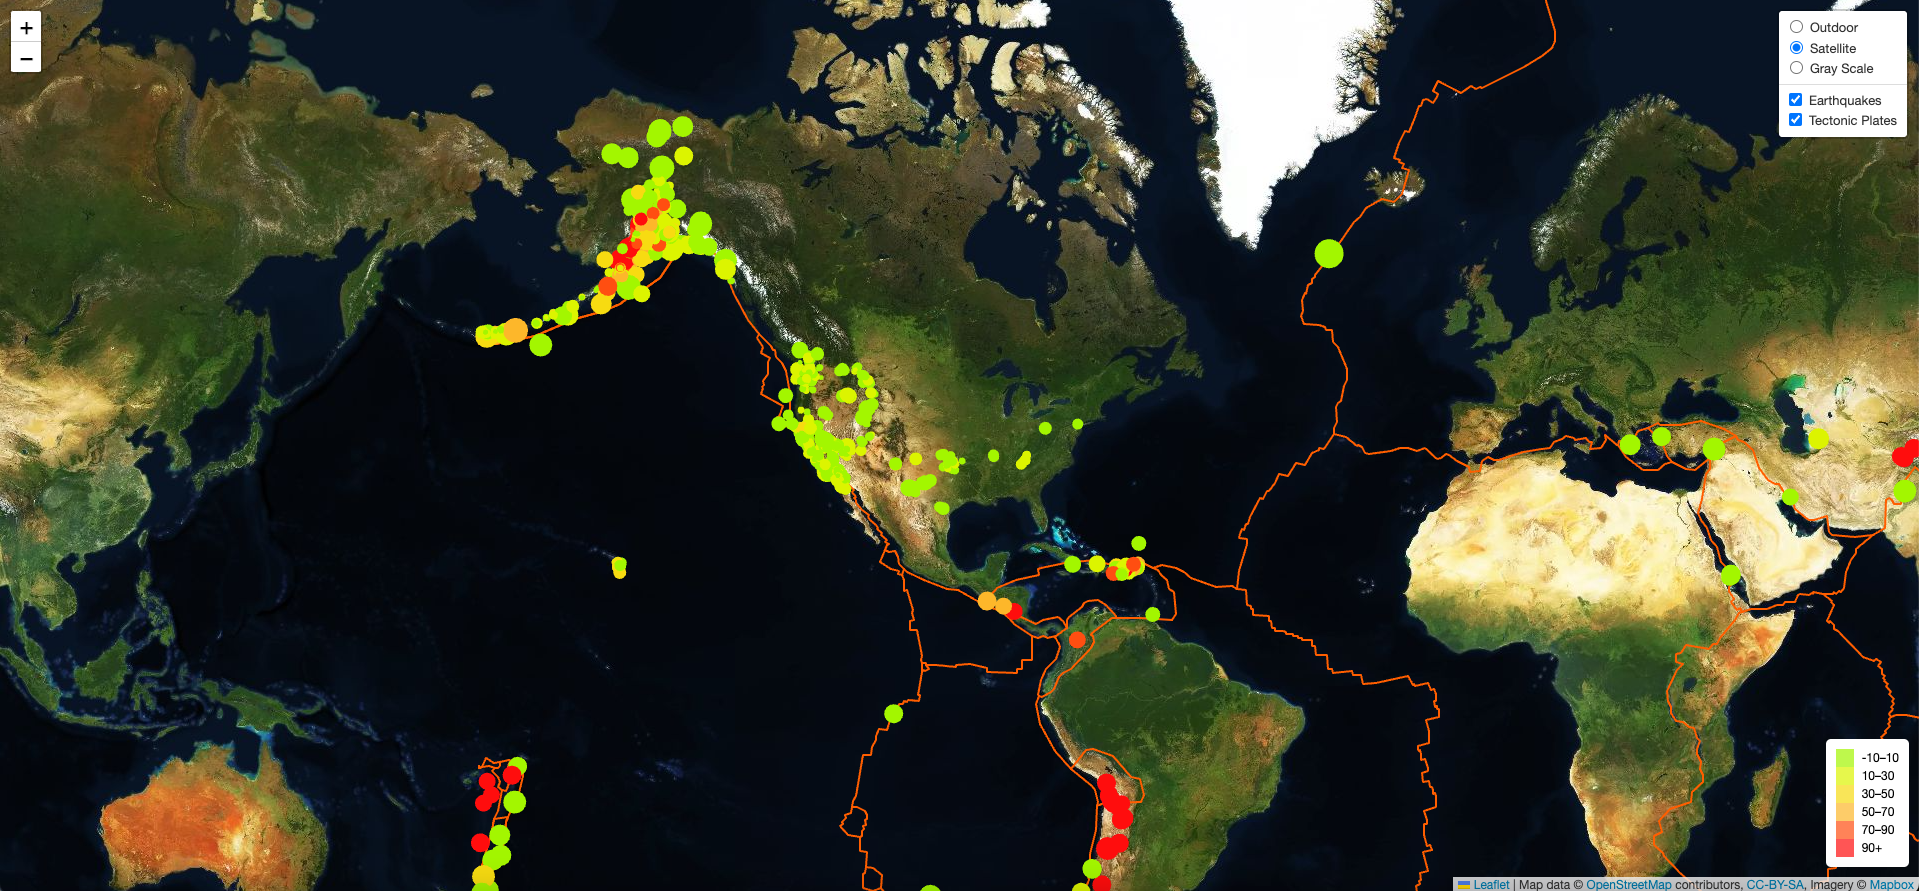 +
−
Outdoor
Satellite
Gray Scale
Earthquakes
Tectonic Plates
-10–10
10–30
30–50
50–70
70–90
90+
Leaflet | Map data © OpenStreetMap contributors, CC-BY-SA, Imagery © Mapbox